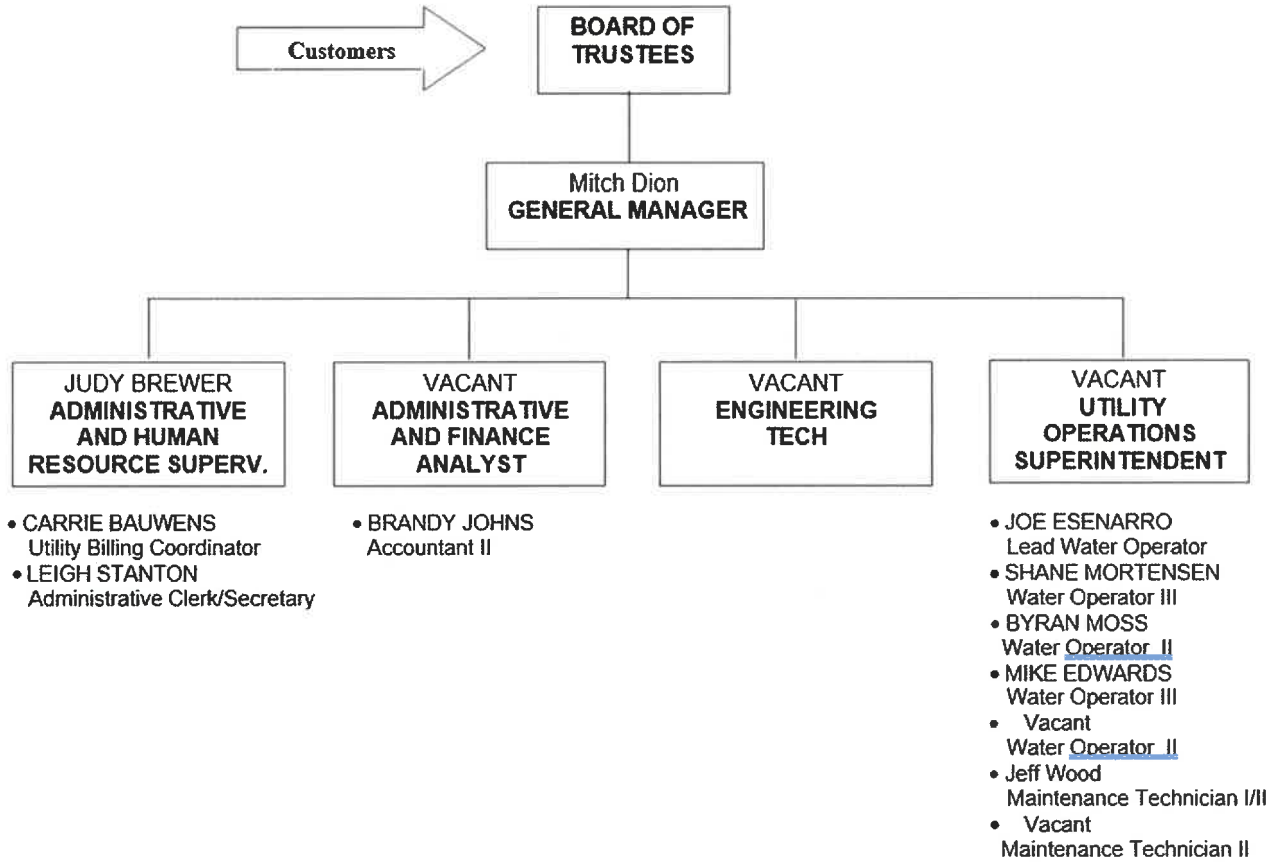 Customers
BOARD OF
TRUSTEES
Mitch Dion
GENERAL MANAGER
JUDY BREWER
ADMINISTRATIVE
AND HUMAN
RESOURCE SUPERV.
VACANT
ADMINISTRATIVE
AND FINANCE
ANALYST
VACANT
ENGINEERING
TECH
VACANT
UTILITY
OPERATIONS
SUPERINTENDENT
• CARRIE BAUWENS
Utility Billing Coordinator
• LEIGH STANTON
Administrative Clerk/Secretary
• BRANDY JOHNS
Accountant II
• JOE ESENARRO
Lead Water Operator
• SHANE MORTENSEN
Water Operator III
• BYRAN MOSS
Water Operator II
• MIKE EDWARDS
Water Operator III
• Vacant
Water Operator II
• Jeff Wood
Maintenance Technician I/II
• Vacant
Maintenance Technician II